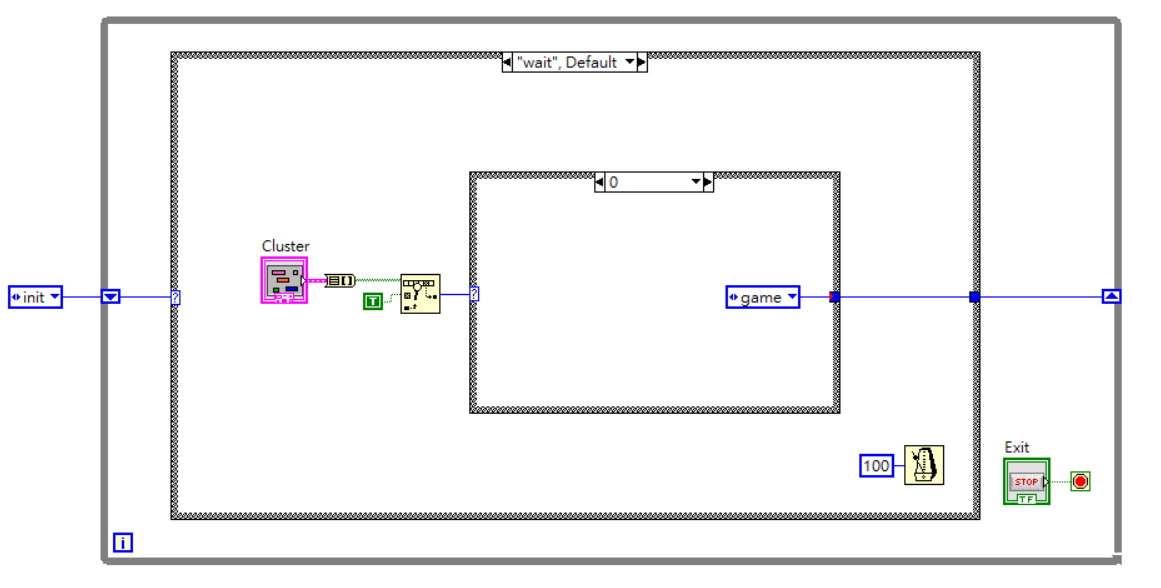 "wait", Default
0
Cluster
init
?
T
?
game
Exit
100
STOP
TF
i